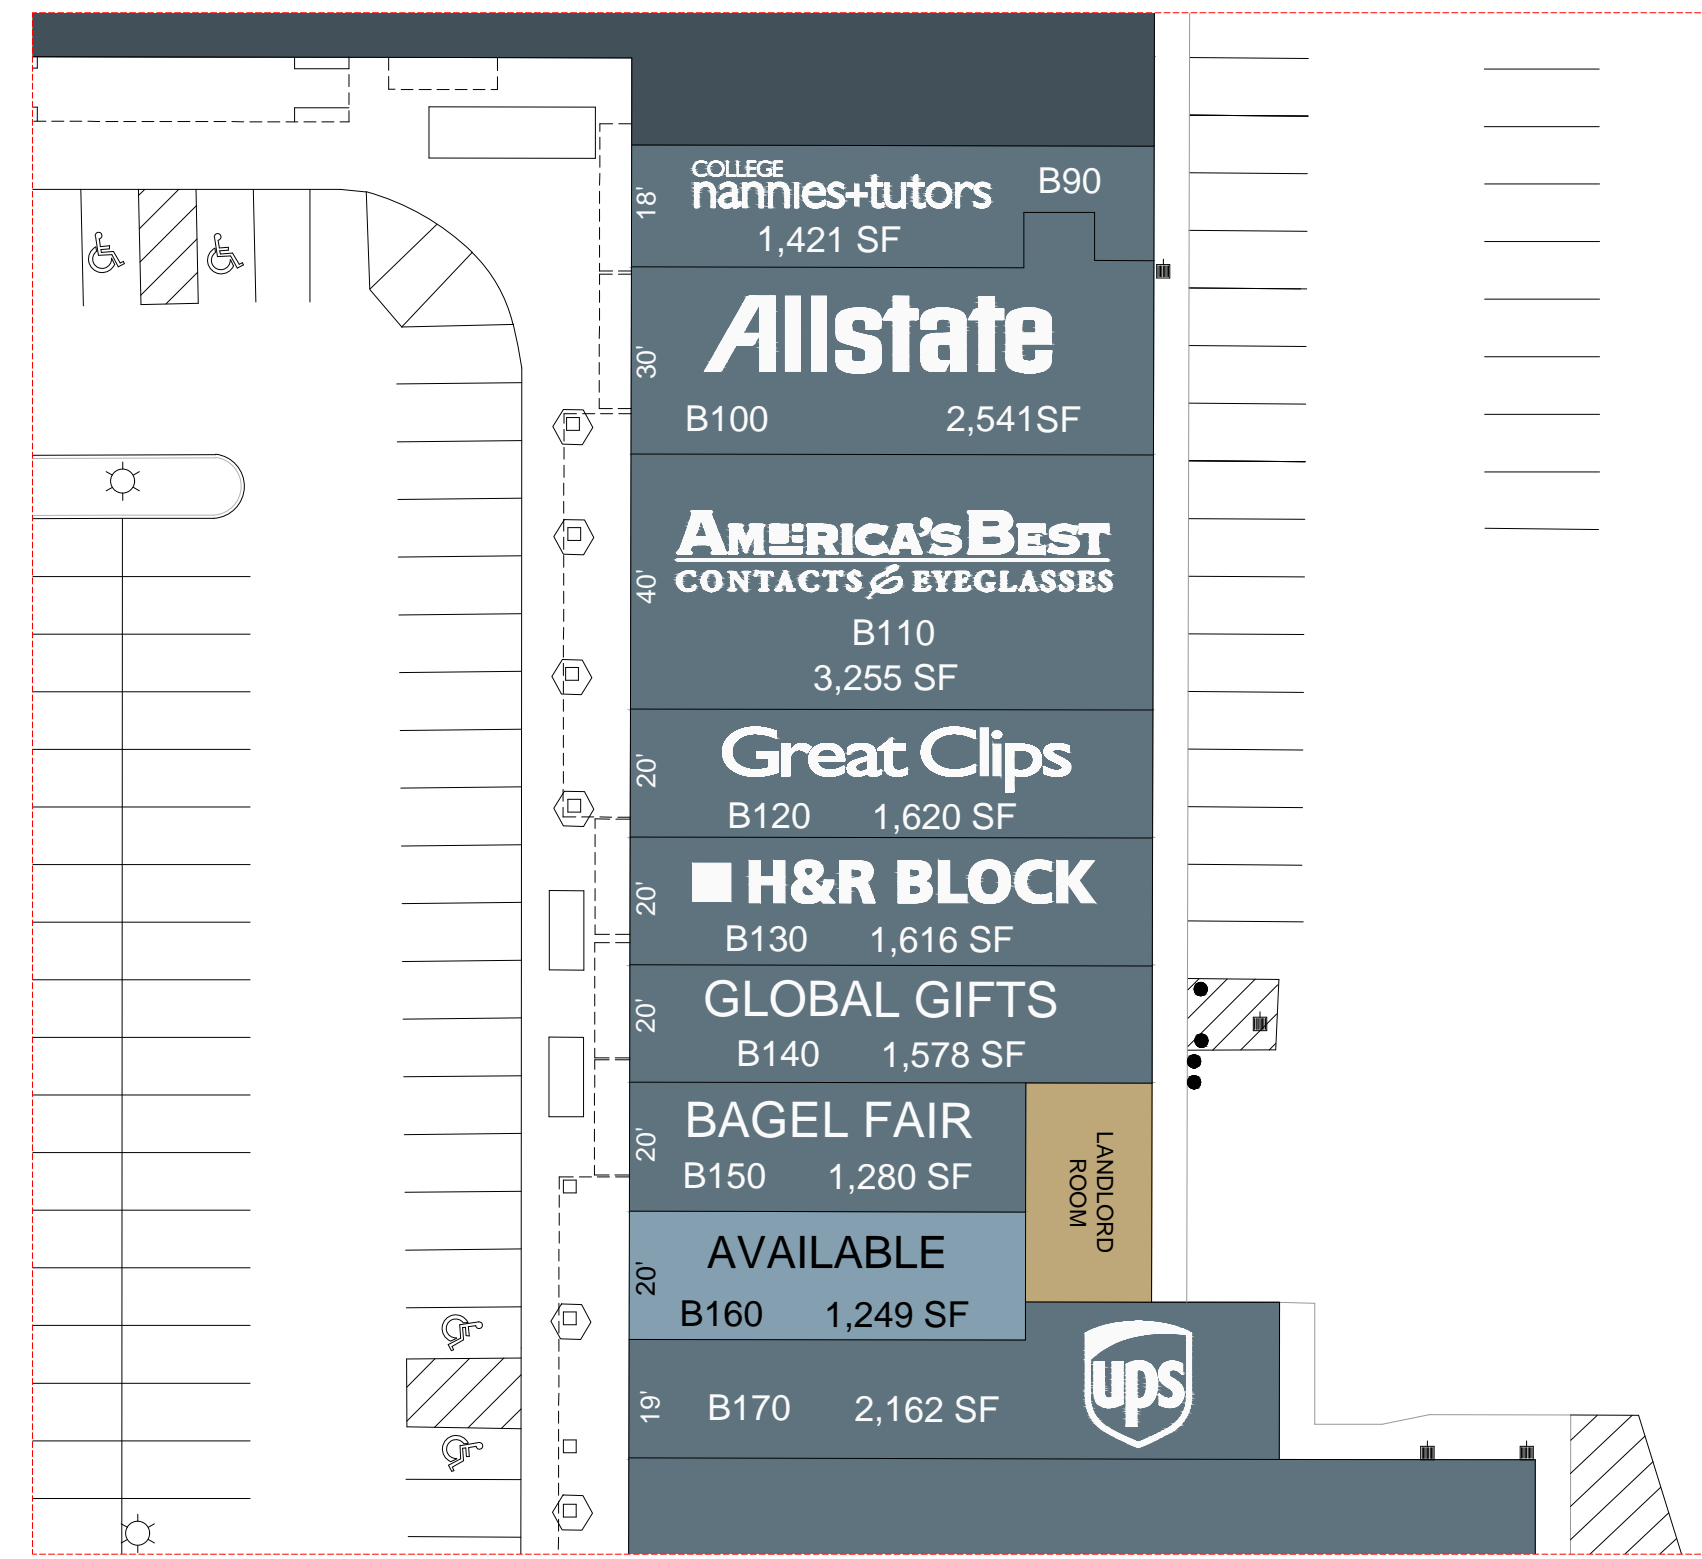 COLLEGE
nannies+tutors
B90
18'
1,421 SF
Allstate
30'
B100 2,541SF
AMERICA'S BEST
CONTACTS & EYEGLASSES
40'
B110
3,255 SF
Great Clips
20'
B120 1,620 SF
H&R BLOCK
20'
B130 1,616 SF
GLOBAL GIFTS
20'
B140 1,578 SF
BAGEL FAIR
20'
B150 1,280 SF
LANDLORD
ROOM
AVAILABLE
20'
B160 1,249 SF
ups
19'
B170 2,162 SF